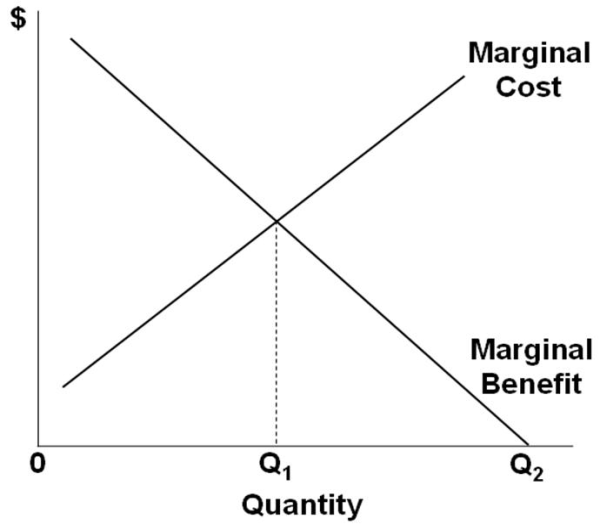 $
Marginal
Cost
Marginal
Benefit
0
Q₁
Q₂
Quantity